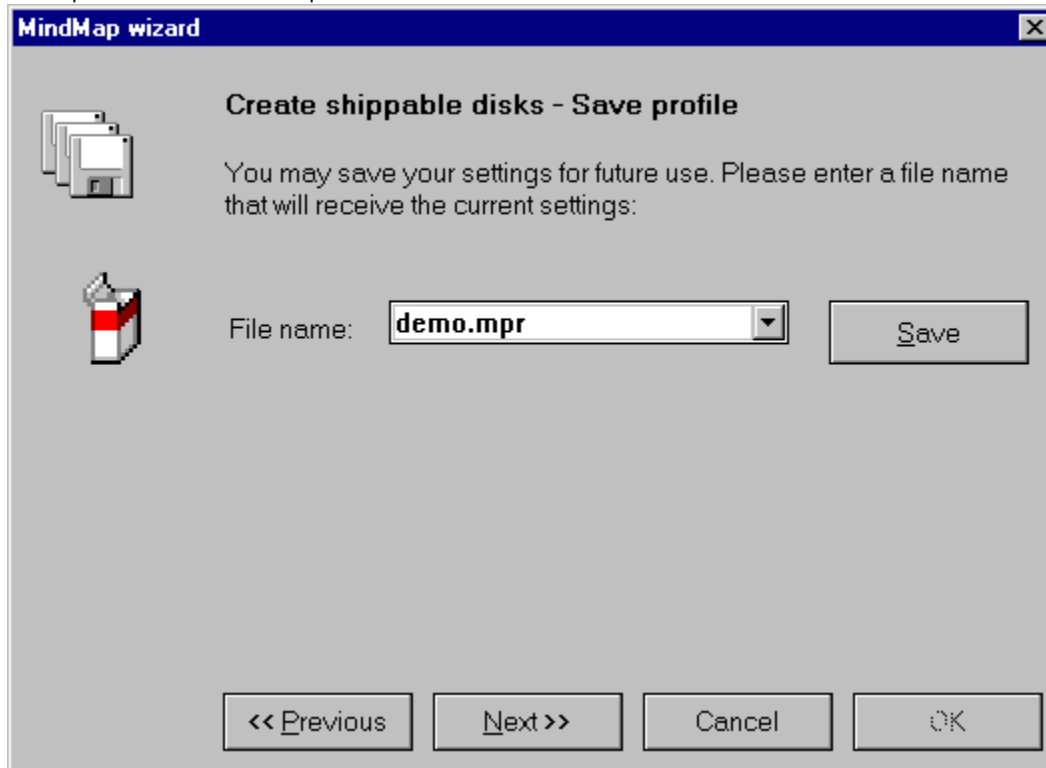 MindMap wizard
Create shippable disks - Save profile
You may save your settings for future use. Please enter a file name
that will receive the current settings:
File name:
demo.mpr
Save
<< Previous
Next >>
Cancel
OK